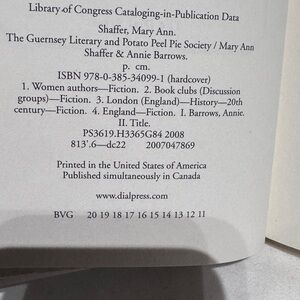 Library of Congress Cataloging-in-Publication Data
Shaffer, Mary Ann.
The Guernsey Literary and Potato Peel Pie Society / Mary Ann
Shaffer & Annie Barrows.
p. cm.
ISBN 978-0-385-34099-1 (hardcover)
1. Women authors—Fiction. 2. Book clubs (Discussion
groups)—Fiction. 3. London (England)—History—20th
century—Fiction. 4. England—Fiction. I. Barrows, Annie.
II. Title.
PS3619.H3365G84 2008
813'.6—dc22 2007047869
Printed in the United States of America
Published simultaneously in Canada
www.dialpress.com
BVG 20 19 18 17 16 15 14 13 12 11